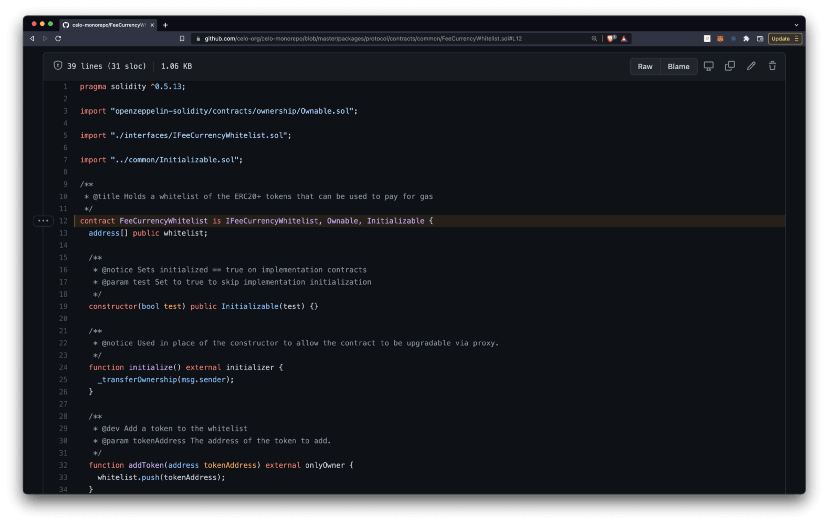 celo-monorepo/FeeCurrencyWh
github.com/celo-org/celo-monorepo/blob/master/packages/protocol/contracts/common/FeeCurrencyWhitelist.sol#L12
Update
39 lines (31 sloc) 1.06 KB
Raw Blame
1 pragma solidity ^0.5.13;
2
3 import "openzeppelin-solidity/contracts/ownership/Ownable.sol";
4
5 import "./interfaces/IFeeCurrencyWhitelist.sol";
6
7 import "../common/Initializable.sol";
8
9 /**
10 * @title Holds a whitelist of the ERC20+ tokens that can be used to pay for gas
11 */
12 contract FeeCurrencyWhitelist is IFeeCurrencyWhitelist, Ownable, Initializable {
13 address[] public whitelist;
14
15 /**
16 * @notice Sets initialized == true on implementation contracts
17 * @param test Set to true to skip implementation initialization
18 */
19 constructor(bool test) public Initializable(test) {}
20
21 /**
22 * @notice Used in place of the constructor to allow the contract to be upgradable via proxy.
23 */
24 function initialize() external initializer {
25 _transferOwnership(msg.sender);
26 }
27
28 /**
29 * @dev Add a token to the whitelist
30 * @param tokenAddress The address of the token to add.
31 */
32 function addToken(address tokenAddress) external onlyOwner {
33 whitelist.push(tokenAddress);
34 }